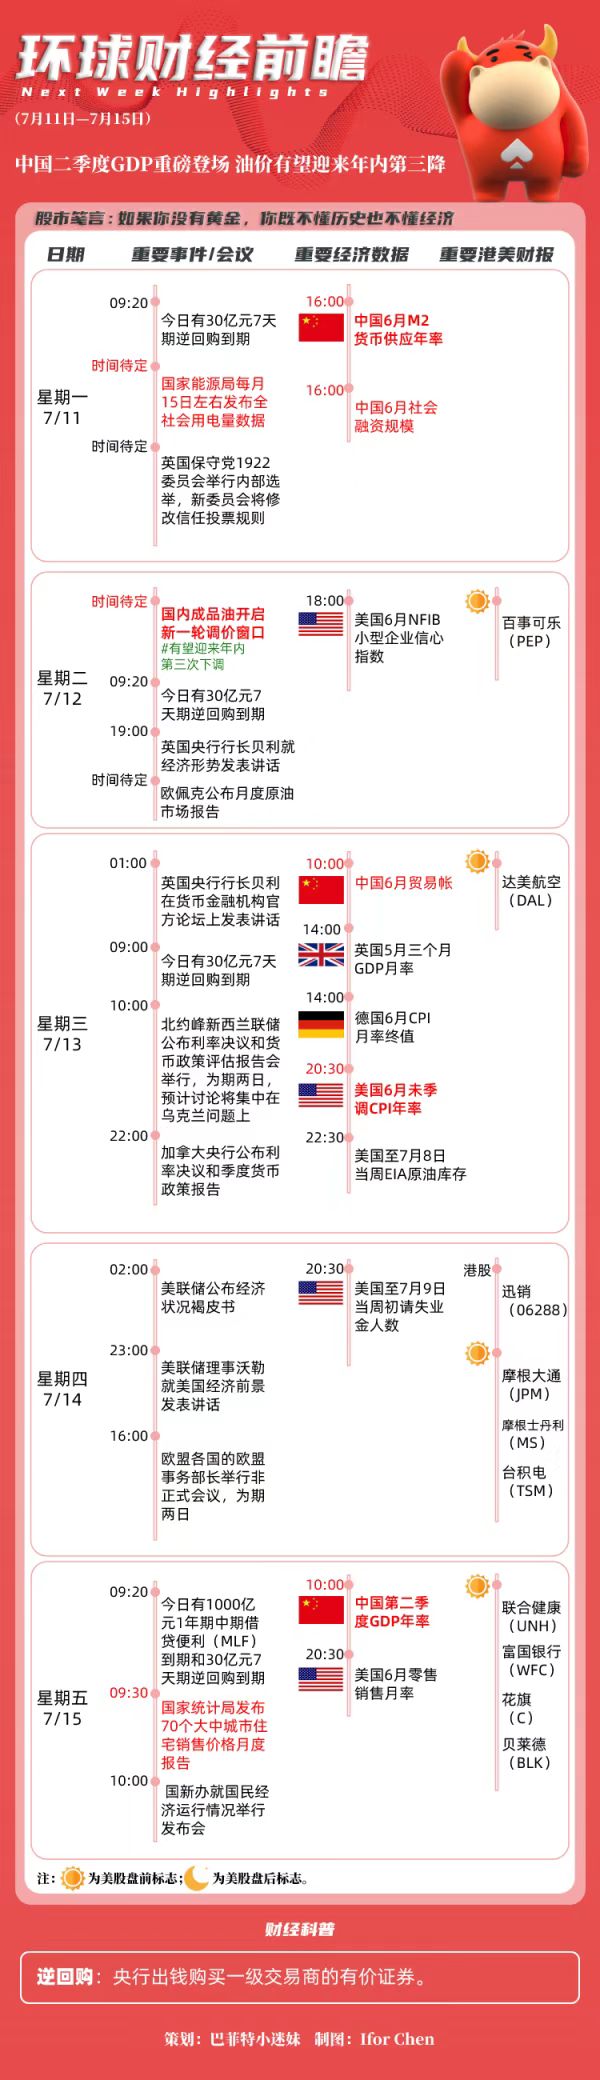 环球财经前瞻
Next Week Highlights
（7月11日—7月15日）
中国二季度GDP重磅登场 油价有望迎来年内第三降
股市笔言：如果你没有黄金，你既不懂历史也不懂经济
日期 重要事件/会议 重要经济数据 重要港美财报
星期一
7/11
09:20
今日有30亿元7天
期逆回购到期
时间待定
国家能源局每月
15日左右发布全
社会用电量数据
时间待定
英国保守党1922
委员会举行内部选
举，新委员会将修
改信任投票规则
16:00
中国6月M2
货币供应年率
16:00
中国6月社会
融资规模
星期二
7/12
时间待定
国内成品油开启
新一轮调价窗口
#有望迎来年内
第三次下调
09:20
今日有30亿元7
天期逆回购到期
19:00
英国央行行长贝利就
经济形势发表讲话
时间待定
欧佩克公布月度原油
市场报告
18:00
美国6月NFIB
小型企业信心
指数
百事可乐
（PEP）
星期三
7/13
01:00
英国央行行长贝利
在货币金融机构官
方论坛上发表讲话
09:00
今日有30亿元7天
期逆回购到期
10:00
北约峰新西兰联储
公布利率决议和货
币政策评估报告会
举行，为期两日，
预计讨论将集中在
乌克兰问题上
22:00
加拿大央行公布利
率决议和季度货币
政策报告
10:00
中国6月贸易帐
14:00
英国5月三个月
GDP月率
14:00
德国6月CPI
月率终值
20:30
美国6月未季
调CPI年率
22:30
美国至7月8日
当周EIA原油库存
达美航空
（DAL）
星期四
7/14
02:00
美联储公布经济
状况褐皮书
23:00
美联储理事沃勒
就美国经济前景
发表讲话
16:00
欧盟各国的欧盟
事务部长举行非
正式会议，为期
两日
20:30
美国至7月9日
当周初请失业
金人数
港股
迅销
（06288）
摩根大通
（JPM）
摩根士丹利
（MS）
台积电
（TSM）
星期五
7/15
09:20
今日有1000亿
元1年期中期借
贷便利（MLF）
到期和30亿元7
天期逆回购到期
09:30
国家统计局发布
70个大中城市住
宅销售价格月度
报告
10:00
国新办就国民经
济运行情况举行
发布会
10:00
中国第二季
度GDP年率
20:30
美国6月零售
销售月率
联合健康
（UNH）
富国银行
（WFC）
花旗
（C）
贝莱德
（BLK）
注：为美股盘前标志；为美股盘后标志。
财经科普
逆回购：央行出钱购买一级交易商的有价证券。
策划：巴菲特小迷妹 制图：Ifor Chen